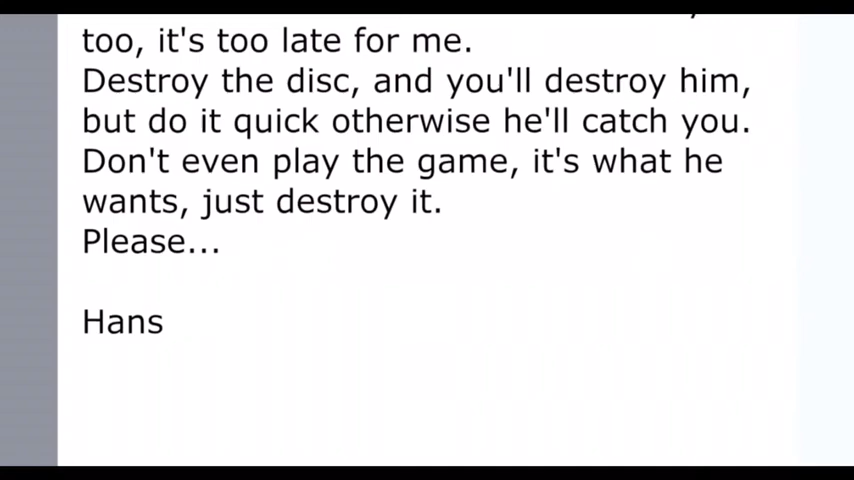 too, it's too late for me.
Destroy the disc, and you'll destroy him,
but do it quick otherwise he'll catch you.
Don't even play the game, it's what he
wants, just destroy it.
Please...
Hans